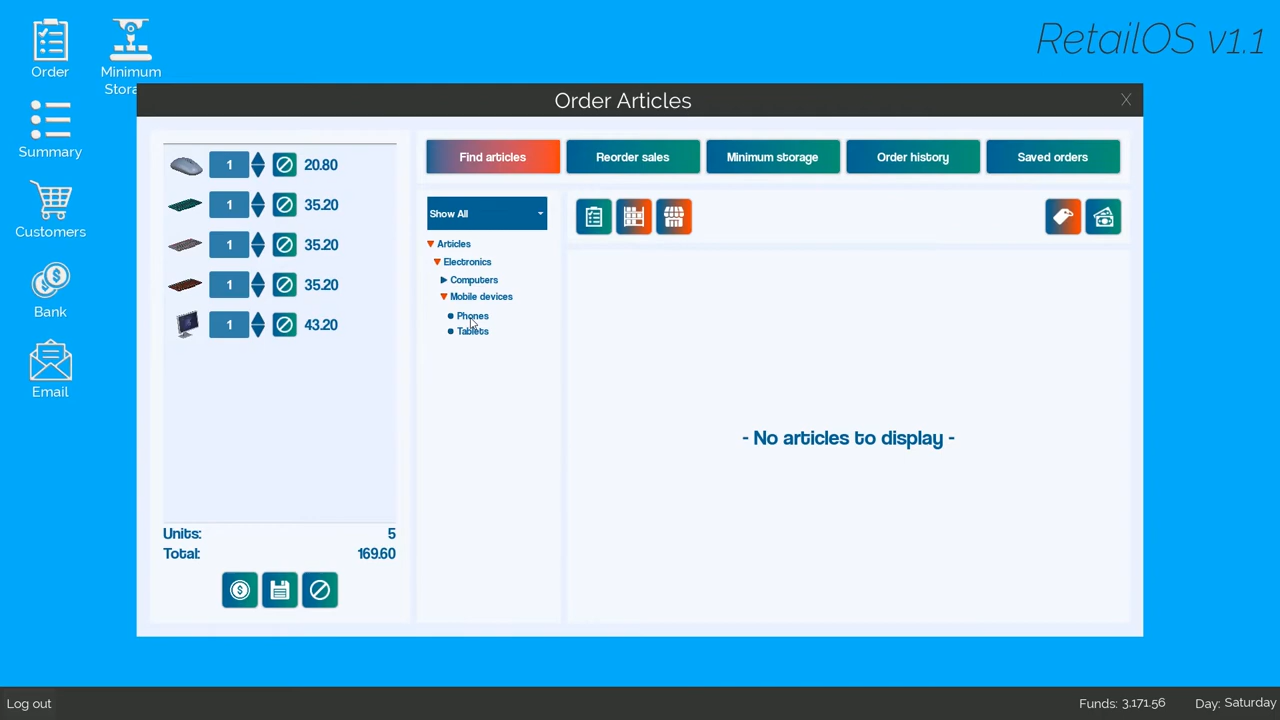 RetailOS v1.1
Order
Minimum
Stora
Summary
Customers
Bank
Email
Order Articles
X
1 20.80
1 35.20
1 35.20
1 35.20
1 43.20
Units: 5
Total: 169.60
Find articles
Reorder sales
Minimum storage
Order history
Saved orders
Show All
Articles
Electronics
Computers
Mobile devices
Phones
Tablets
- No articles to display -
Log out
Funds: 3,171.56
Day: Saturday